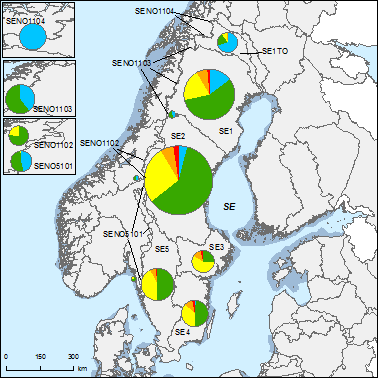 SENO1104
SENO1104
SE1TO
SENO1103
SENO1103
SE2
SE1
SENO1102
SENO1102
SENO5101
SE
SENO5101
SE5
SE3
SE4
0 150 300
km